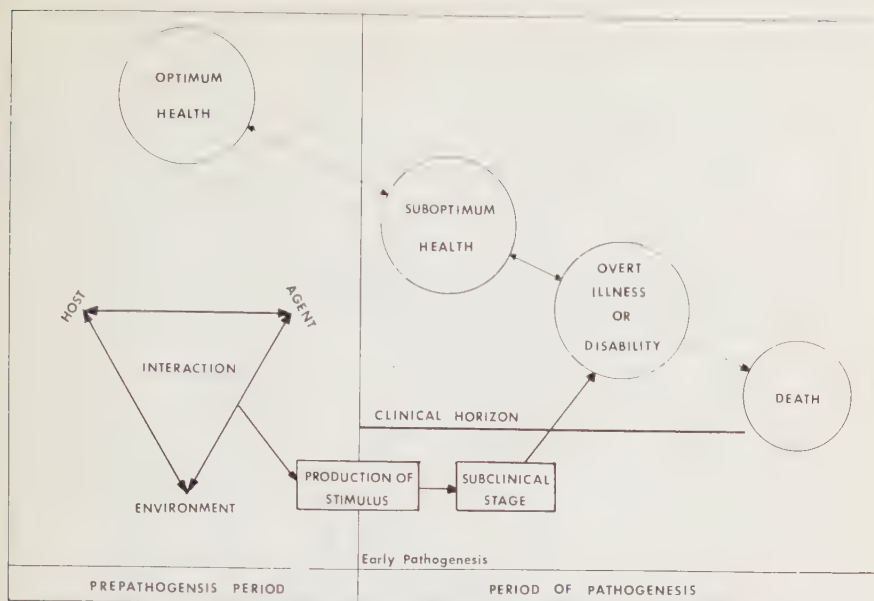 OPTIMUM
HEALTH
SUBOPTIMUM
HEALTH
OVERT
ILLNESS
OR
DISABILITY
DEATH
HOST
AGENT
INTERACTION
ENVIRONMENT
CLINICAL HORIZON
PRODUCTION OF
STIMULUS
SUBCLINICAL
STAGE
Early Pathogenesis
PREPATHOGENSIS PERIOD
PERIOD OF PATHOGENESIS